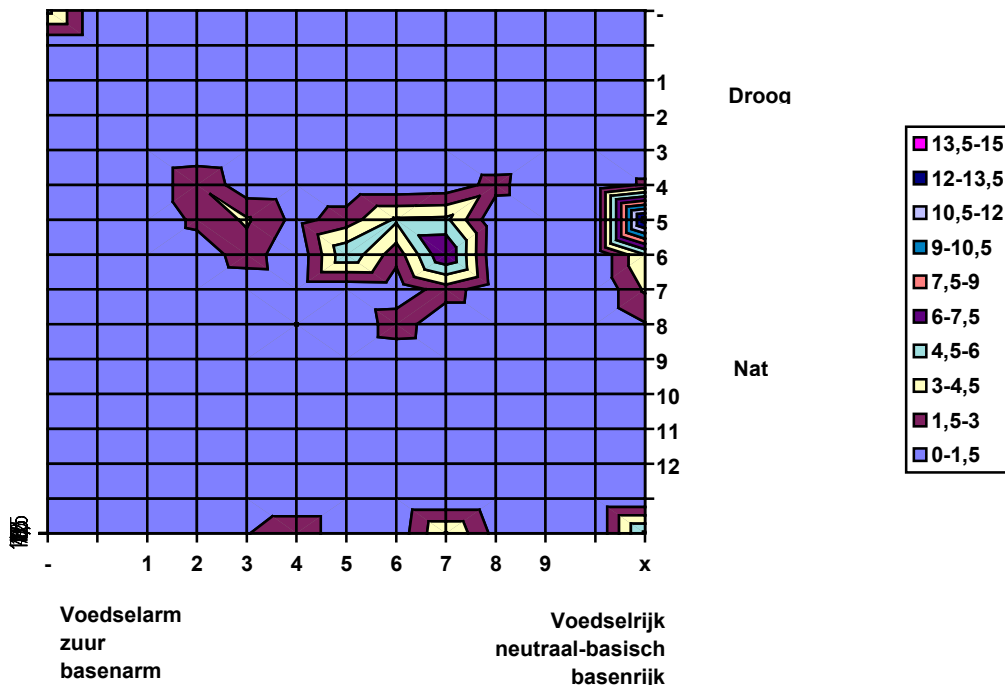 -
1
2
3
4
5
6
7
8
9
10
11
12
Droog
Nat
13,5-15
12-13,5
10,5-12
9-10,5
7,5-9
6-7,5
4,5-6
3-4,5
1,5-3
0-1,5
- 1 2 3 4 5 6 7 8 9 x
Voedselarm
zuur
basenarm
Voedselrijk
neutraal-basisch
basenrijk